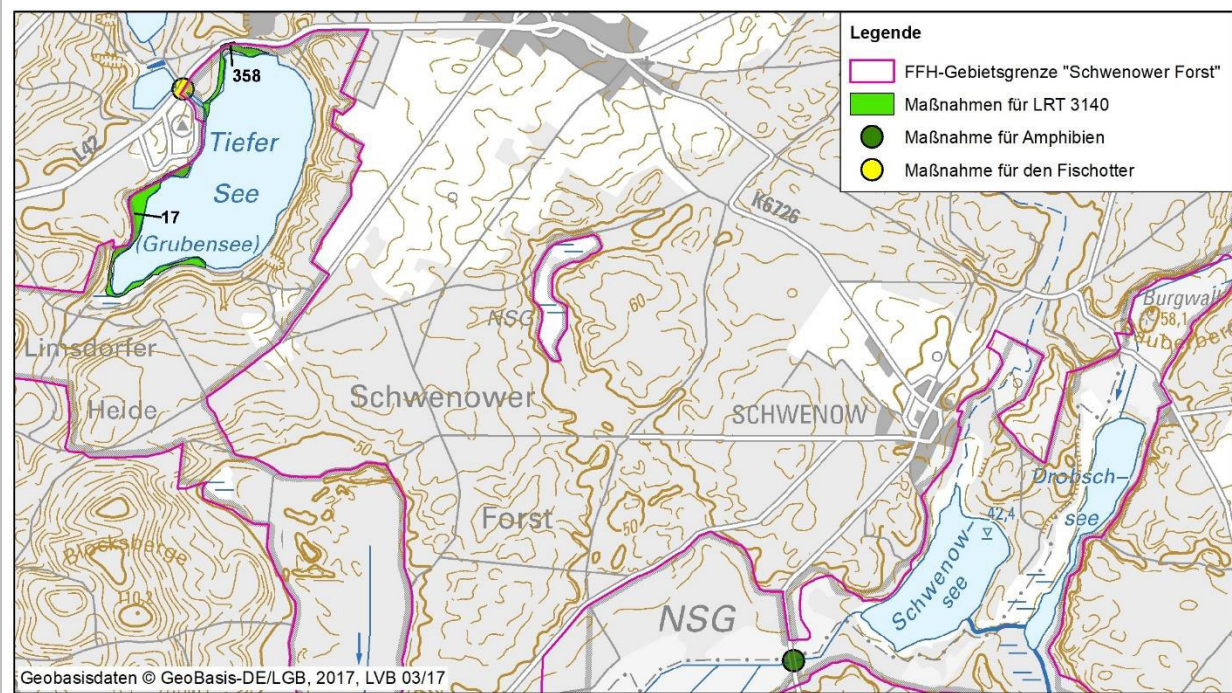 Legende
FFH-Gebietsgrenze "Schwenower Forst"
Maßnahmen für LRT 3140
Maßnahme für Amphibien
Maßnahme für den Fischotter
358
L42
Tiefer
See
17
(Grubensee)
K6726
NSG
60
Burgwall
58,1
Limsdorfer
Heide
Schwenower
SCHWENOW
50
Forst
50
Drobsch-
see
42,4
Schwenow-
see
Blocksberge
110,2
NSG
Geobasisdaten © GeoBasis-DE/LGB, 2017, LVB 03/17